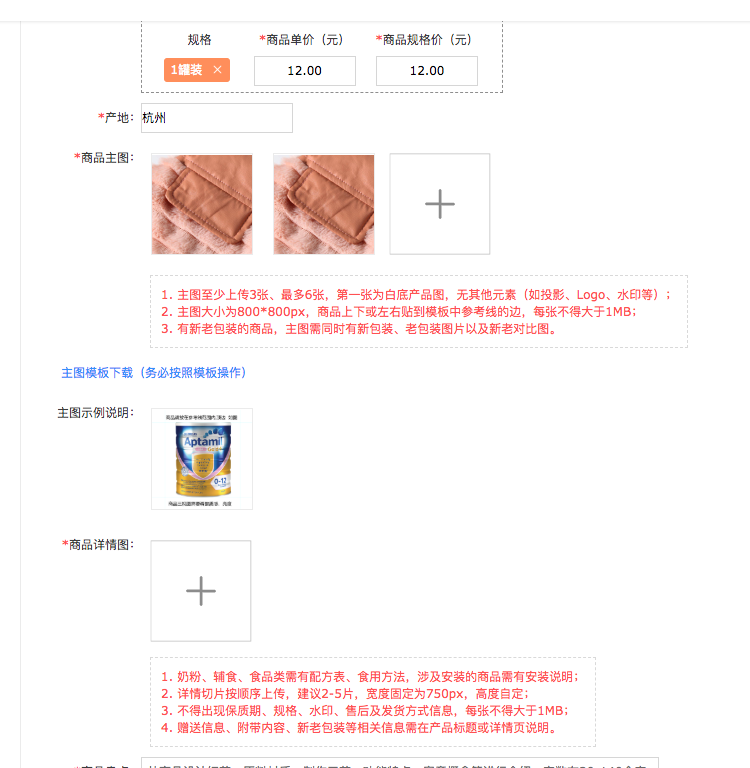 规格 *商品单价（元） *商品规格价（元）
1罐装 × 12.00 12.00
*产地： 杭州
*商品主图：
1. 主图至少上传3张、最多6张，第一张为白底产品图，无其他元素（如投影、Logo、水印等）；
2. 主图大小为800*800px，商品上下或左右贴到模板中参考线的边，每张不得大于1MB；
3. 有新老包装的商品，主图需同时有新包装、老包装图片以及新老对比图。
主图模板下载（务必按照模板操作）
主图示例说明：
Aptamil
0-12
*商品详情图：
1. 奶粉、辅食、食品类需有配方表、食用方法，涉及安装的商品需有安装说明；
2. 详情切片按顺序上传，建议2-5片，宽度固定为750px，高度自定；
3. 不得出现保质期、规格、水印、售后及发货方式信息，每张不得大于1MB；
4. 赠送信息、附带内容、新老包装等相关信息需在产品标题或详情页说明。